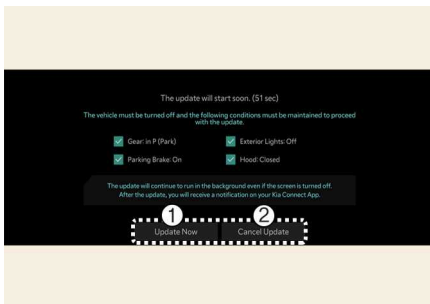 The update will start soon. (51 sec)
The vehicle must be turned off and the following conditions must be maintained to proceed
with the update.
Gear: in P (Park)
Exterior Lights: Off
Parking Brake: On
Hood: Closed
The update will continue to run in the background even if the screen is turned off.
After the update, you will receive a notification on your Kia Connect App.
1 2
Update Now Cancel Update